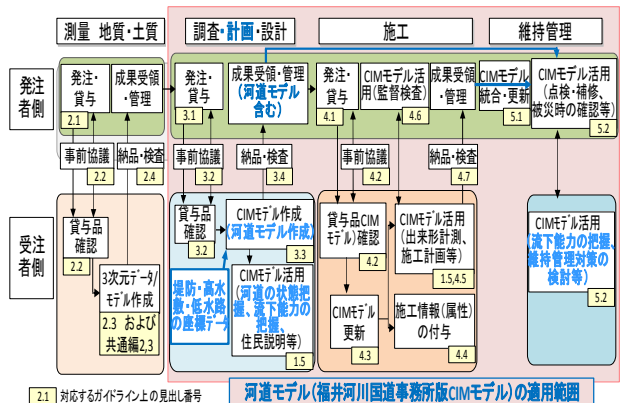 測量 地質・土質
調査・計画・設計
施工
維持管理
発注
者側
発注・
貸与
2.1
成果受領
・管理
発注・
貸与
3.1
成果受領・管理
(河道モデル
含む)
発注・
貸与
4.1
CIMモデル活
用(監督検査)
4.6
成果受領
・管理
CIMモデル
統合・更新
5.1
CIMモデル活用
(点検・補修、
被災時の確認等)
5.2
事前協議
2.2
納品・検査
2.4
事前協議
3.2
納品・検査
3.4
事前協議
4.2
納品・検査
4.7
受注
者側
貸与品
確認
2.2
3次元データ/
モデル作成
2.3 および
共通編2,3
貸与品
確認
3.2
CIMモデル作成
(河道モデル作成)
3.3
堤防・高水
敷・低水路
の座標データ
CIMモデル活用
(河道の状態把
握、流下能力の
把握、
住民説明等)
1.5
貸与品CIM
モデル)確認
4.2
CIMモデル活用
(出来形計測、
施工計画等)
1.5,4.5
CIMモデル
更新
4.3
施工情報(属性)
の付与
4.4
CIMモデル活用
(流下能力の把握、
維持管理対策の
検討等)
5.2
2.1 対応するガイドライン上の見出し番号
河道モデル(福井河川国道事務所版CIMモデル)の適用範囲